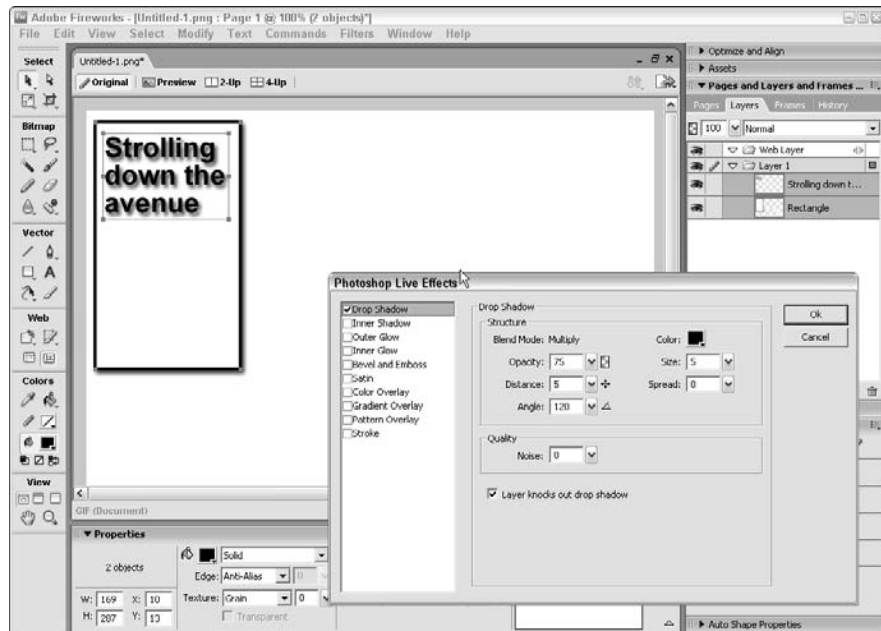 Adobe Fireworks - [Untitled-1.png : Page 1 @ 100% (2 objects)*]
File Edit View Select Modify Text Commands Filters Window Help
Select
Bitmap
Vector
Web
Colors
View
Untitled-1.png*
Original Preview 2-Up 4-Up
Strolling
down the
avenue
GIF (Document)
Optimize and Align
Assets
Pages and Layers and Frames ...
Pages Layers Frames History
100 Normal
Web Layer
Layer 1
Strolling down t...
Rectangle
Photoshop Live Effects
Drop Shadow
Inner Shadow
Outer Glow
Inner Glow
Bevel and Emboss
Satin
Color Overlay
Gradient Overlay
Pattern Overlay
Stroke
Drop Shadow
Structure
Blend Mode: Multiply Color:
Opacity: 75 Size: 5
Distance: 5 Spread: 0
Angle: 120
Quality
Noise: 0
Layer knocks out drop shadow
Ok
Cancel
Properties
2 objects
W: 169 X: 10
H: 287 Y: 13
Solid
Edge: Anti-Alias 0
Texture: Grain 0
Transparent
Auto Shape Properties